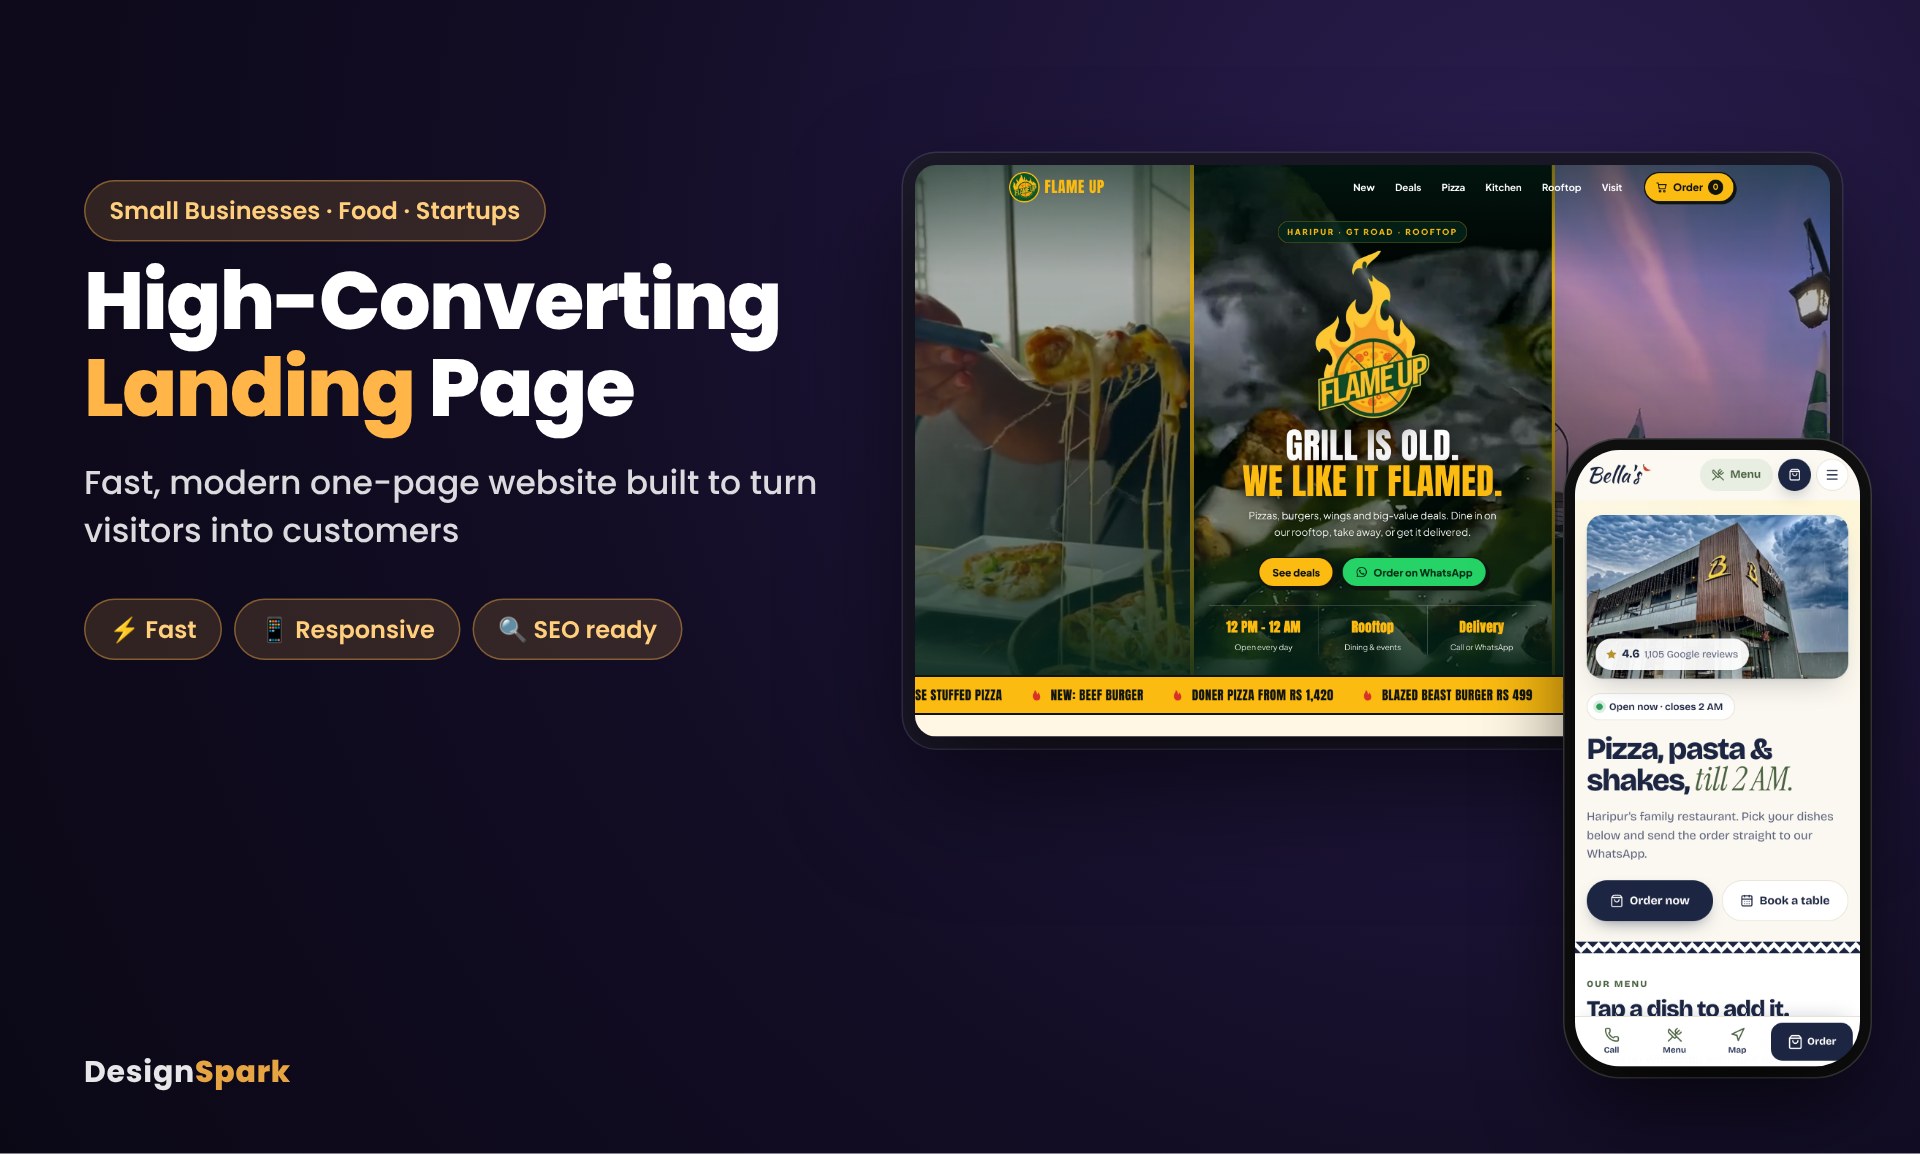 Small Businesses · Food · Startups
High-Converting
Landing Page
Fast, modern one-page website built to turn
visitors into customers
⚡ Fast
📱 Responsive
🔍 SEO ready
DesignSpark
FLAME UP
New
Deals
Pizza
Kitchen
Rooftop
Visit
Order 0
HARIPUR · GT ROAD · ROOFTOP
FLAME UP
GRILL IS OLD.
WE LIKE IT FLAMED.
Pizzas, burgers, wings and big-value deals. Dine in on
our rooftop, take away, or get it delivered.
See deals
Order on WhatsApp
12 PM - 12 AM
Open every day
Rooftop
Dining & events
Delivery
Call or WhatsApp
SE STUFFED PIZZA
NEW: BEEF BURGER
DONER PIZZA FROM RS 1,420
BLAZED BEAST BURGER RS 499
Bella's
Menu
B B
4.6 1,105 Google reviews
Open now · closes 2 AM
Pizza, pasta &
shakes, till 2 AM.
Haripur's family restaurant. Pick your dishes
below and send the order straight to our
WhatsApp.
Order now
Book a table
OUR MENU
Tap a dish to add it.
Call
Menu
Map
Order